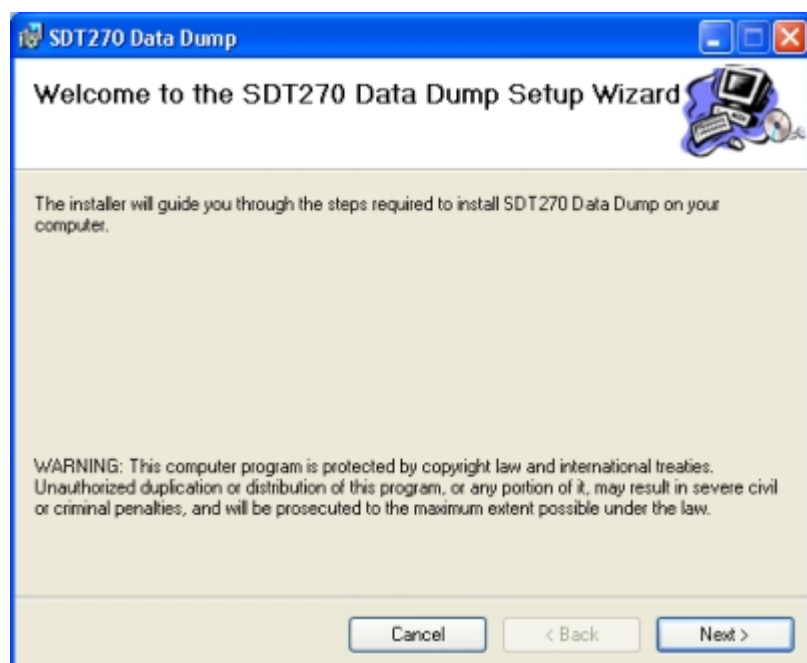 SDT270 Data Dump
Welcome to the SDT270 Data Dump Setup Wizard
The installer will guide you through the steps required to install SDT270 Data Dump on your
computer.
WARNING: This computer program is protected by copyright law and international treaties.
Unauthorized duplication or distribution of this program, or any portion of it, may result in severe civil
or criminal penalties, and will be prosecuted to the maximum extent possible under the law.
Cancel
< Back
Next >